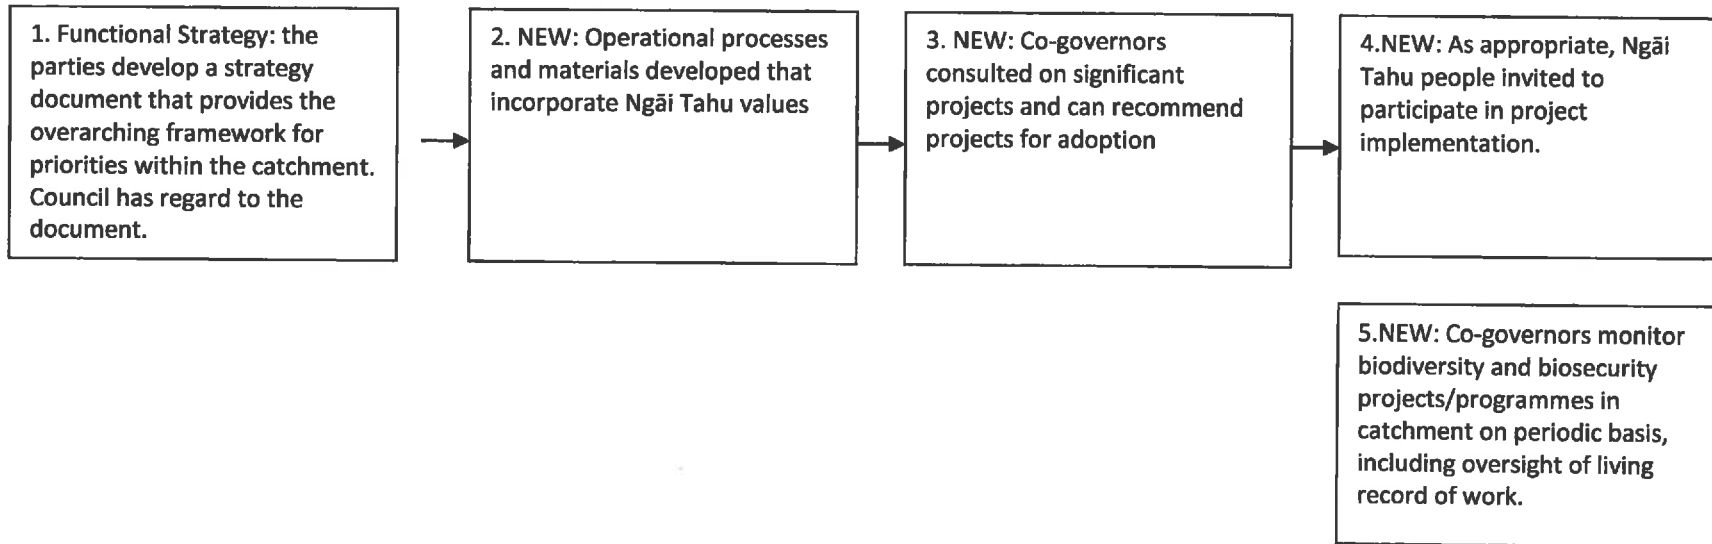 1. Functional Strategy: the
parties develop a strategy
document that provides the
overarching framework for
priorities within the catchment.
Council has regard to the
document.
2. NEW: Operational processes
and materials developed that
incorporate Ngāi Tahu values
3. NEW: Co-governors
consulted on significant
projects and can recommend
projects for adoption
4.NEW: As appropriate, Ngāi
Tahu people invited to
participate in project
implementation.
5.NEW: Co-governors monitor
biodiversity and biosecurity
projects/programmes in
catchment on periodic basis,
including oversight of living
record of work.